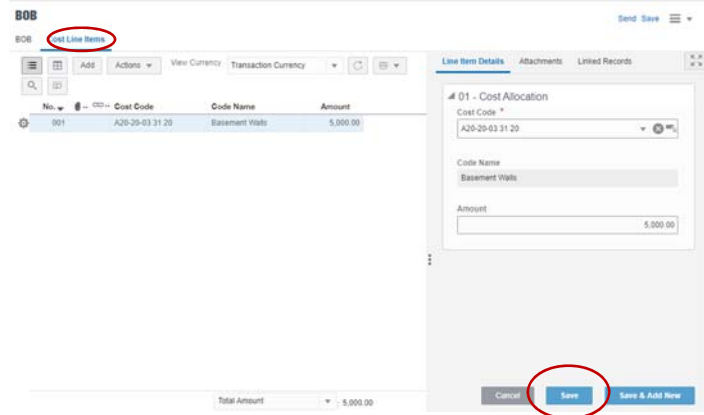 BOB
Send Save
BOB Cost Line Items
Add Actions View Currency Transaction Currency
No. Cost Code Code Name Amount
001 A20-20-03 31 20 Basement Walls 5,000.00
Total Amount 5,000.00
Line Item Details Attachments Linked Records
01 - Cost Allocation
Cost Code *
A20-20-03 31 20
Code Name
Basement Walls
Amount
5,000.00
Cancel Save Save & Add New